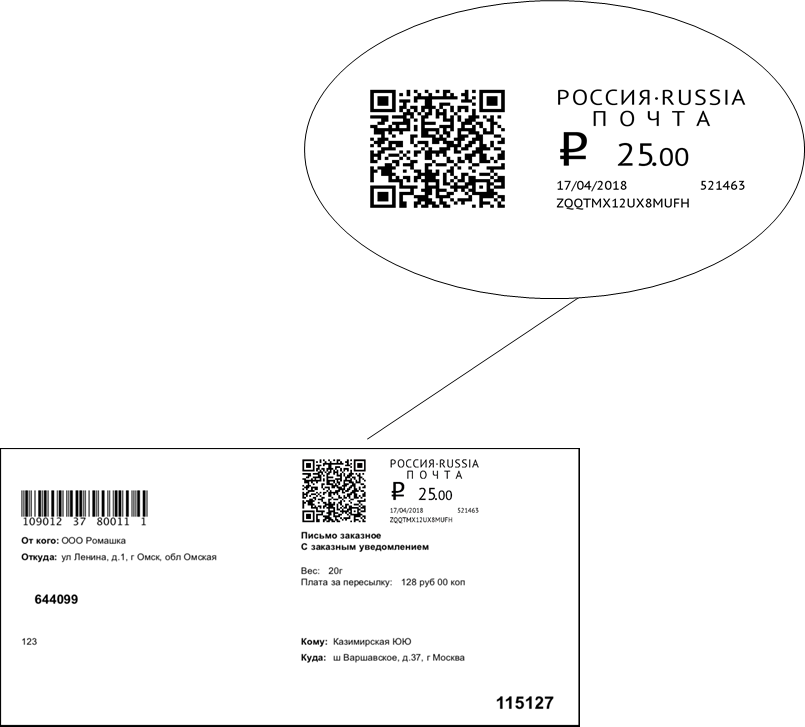 РОССИЯ·RUSSIA
ПОЧТА
₽ 25.00
17/04/2018 521463
ZQQTMX12UX8MUFH
РОССИЯ·RUSSIA
ПОЧТА
₽ 25.00
17/04/2018 521463
ZQQTMX12UX8MUFH
109012 37 80011 1
От кого: ООО Ромашка
Откуда: ул Ленина, д.1, г Омск, обл Омская
644099
123
Письмо заказное
С заказным уведомлением
Вес: 20г
Плата за пересылку: 128 руб 00 коп
Кому: Казимирская ЮЮ
Куда: ш Варшавское, д.37, г Москва
115127